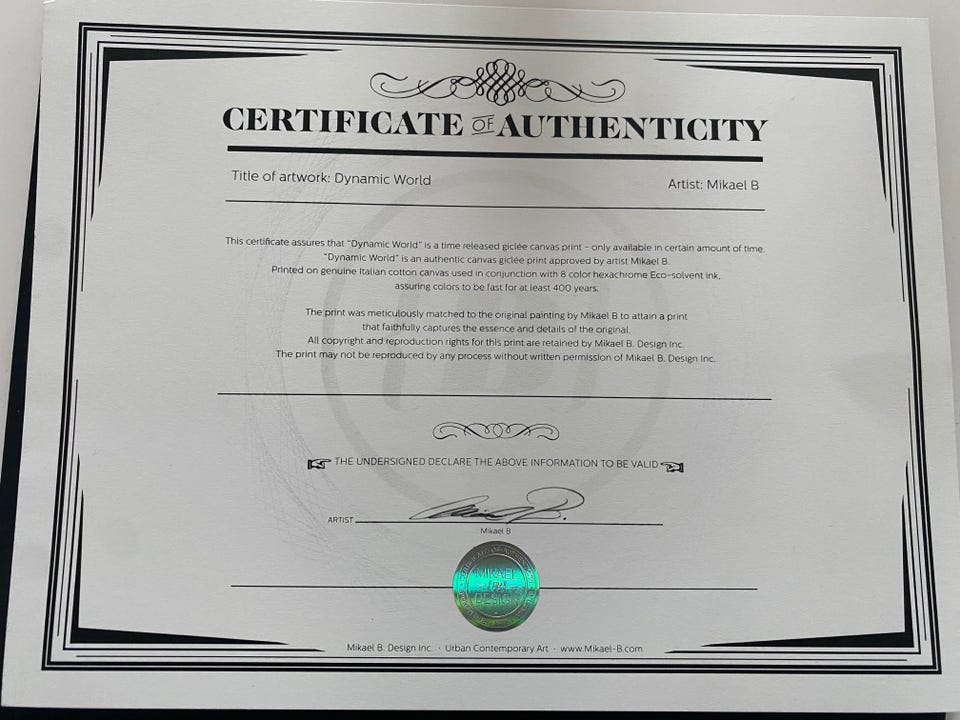 CERTIFICATE OF AUTHENTICITY
Title of artwork: Dynamic World
Artist: Mikael B
This certificate assures that "Dynamic World" is a time released giclée canvas print - only available in certain amount of time.
"Dynamic World" is an authentic canvas giclée print approved by artist Mikael B.
Printed on genuine Italian cotton canvas used in conjunction with 8 color hexachrome Eco-solvent ink,
assuring colors to be fast for at least 400 years.
The print was meticulously matched to the original painting by Mikael B to attain a print
that faithfully captures the essence and details of the original.
All copyright and reproduction rights for this print are retained by Mikael B. Design Inc.
The print may not be reproduced by any process without written permission of Mikael B. Design Inc.
THE UNDERSIGNED DECLARE THE ABOVE INFORMATION TO BE VALID
ARTIST
Mikael B
MIKAEL
DESIGN
Mikael B. Design Inc. · Urban Contemporary Art · www.Mikael-B.com